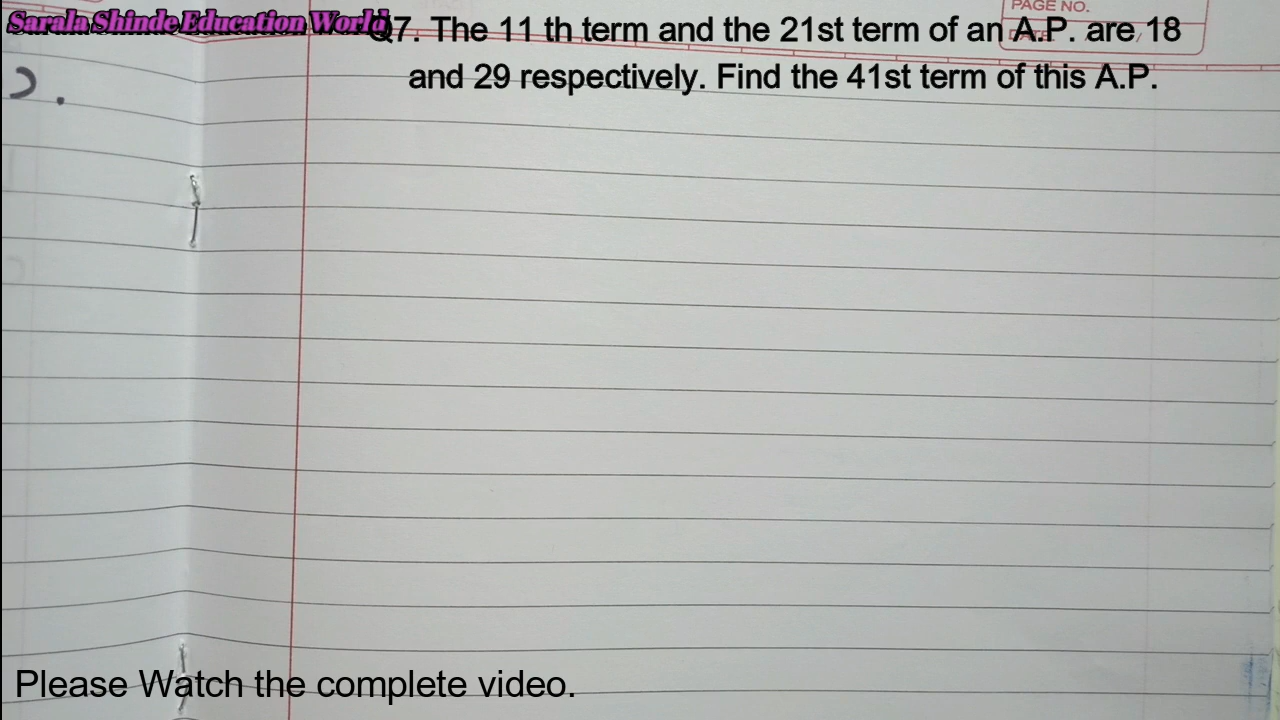 Sarala Shinde Education World
PAGE NO.
Q7. The 11 th term and the 21st term of an A.P. are 18
and 29 respectively. Find the 41st term of this A.P.
Please Watch the complete video.